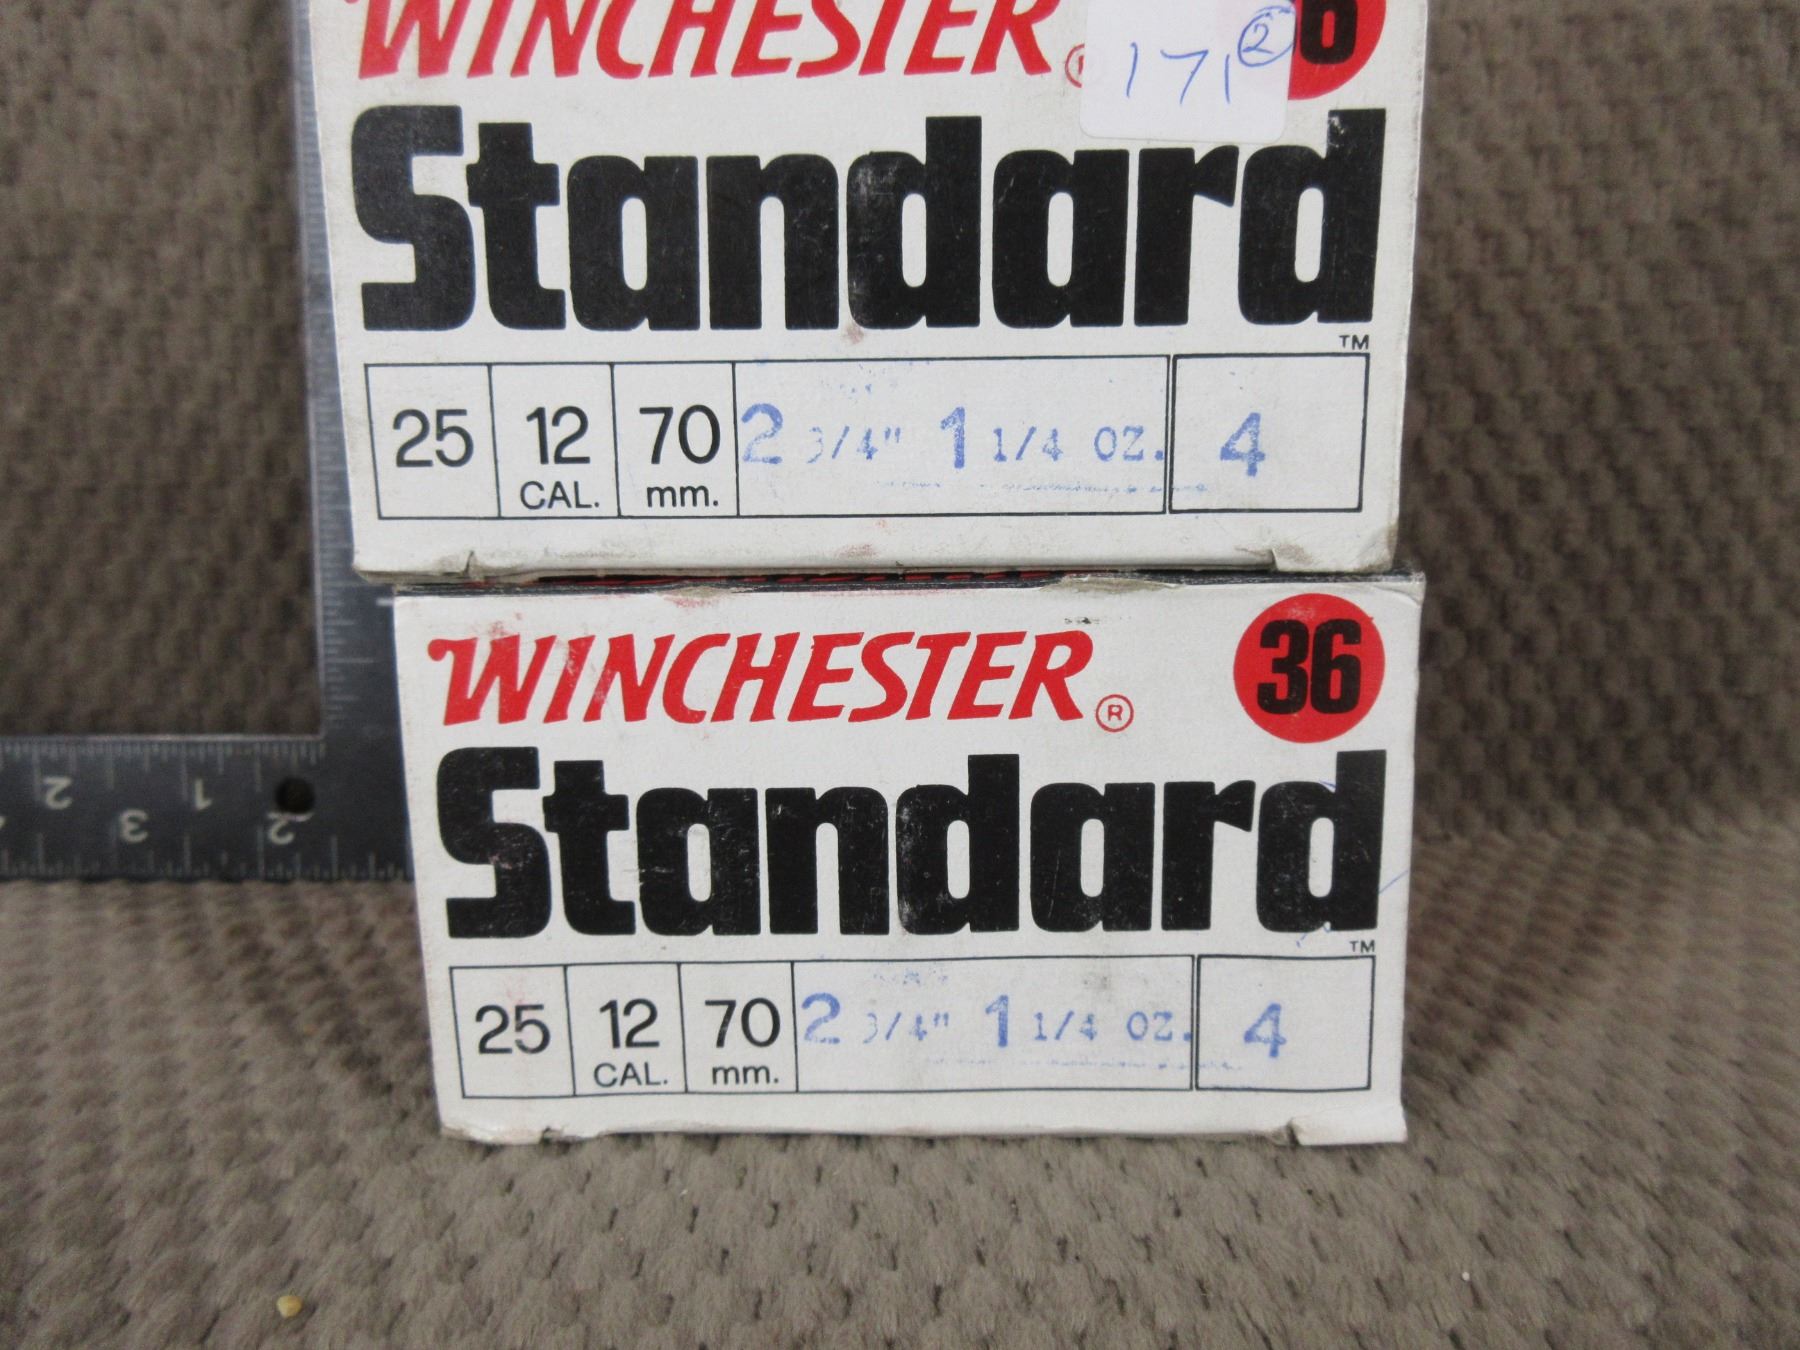 WINCHESTER
171 2
6
Standard
TM
25 12 70 2 3/4" 1 1/4 OZ. 4
CAL. mm.
WINCHESTER ® 36
Standard
TM
25 12 70 2 3/4" 1 1/4 OZ. 4
CAL. mm.
2 1
3 2